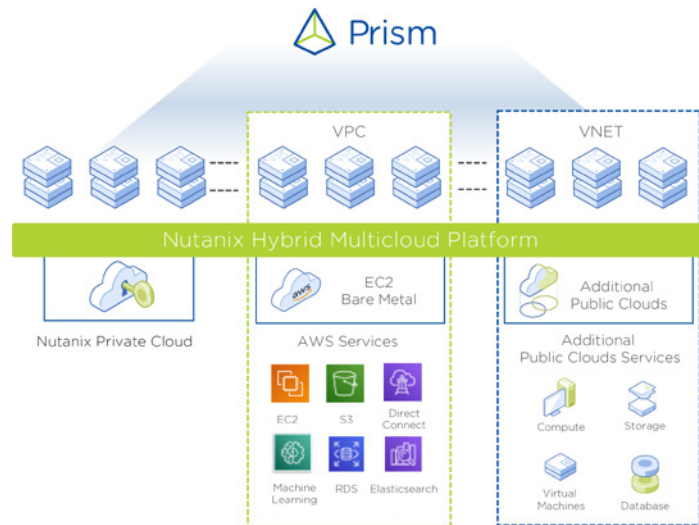 Prism
VPC
VNET
Nutanix Hybrid Multicloud Platform
aws
EC2
Bare Metal
Additional
Public Clouds
Nutanix Private Cloud
AWS Services
Additional
Public Clouds Services
EC2
S3
Direct
Connect
Compute
Storage
Machine
Learning
RDS
Elasticsearch
Virtual
Machines
Database